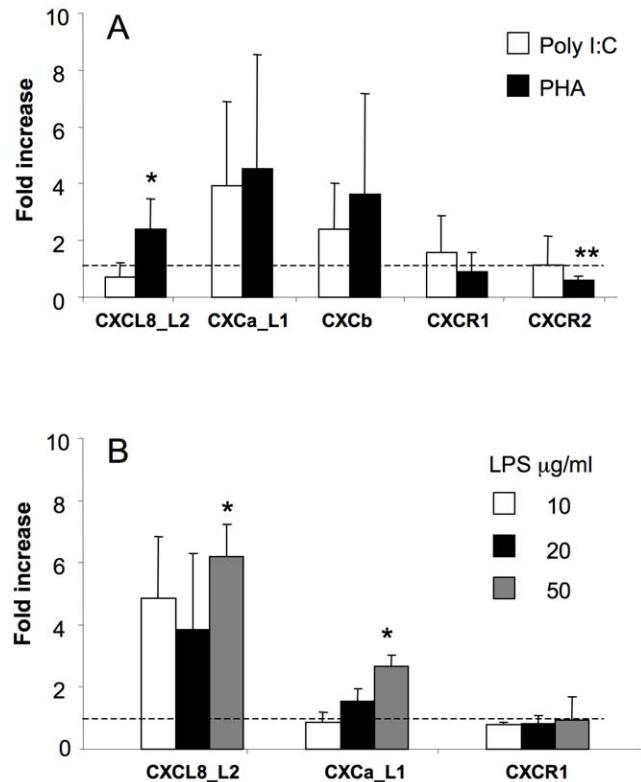 A
10
8
6
4
2
0
Fold increase
Poly I:C
PHA
*
**
CXCL8_L2 CXCa_L1 CXCb CXCR1 CXCR2
B
10
8
6
4
2
0
Fold increase
LPS μg/ml
10
20
50
*
*
CXCL8_L2 CXCa_L1 CXCR1